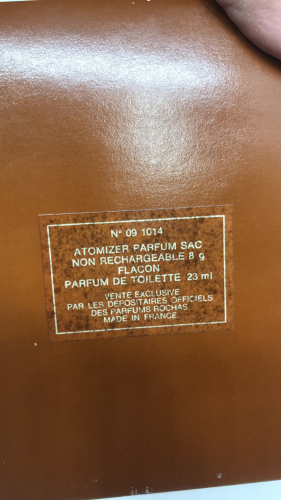 N° 09 1014
ATOMIZER PARFUM SAC
NON RECHARGEABLE 8 g
FLACON
PARFUM DE TOILETTE 23 ml
VENTE EXCLUSIVE
PAR LES DEPOSITAIRES OFFICIELS
DES PARFUMS ROCHAS
MADE IN FRANCE